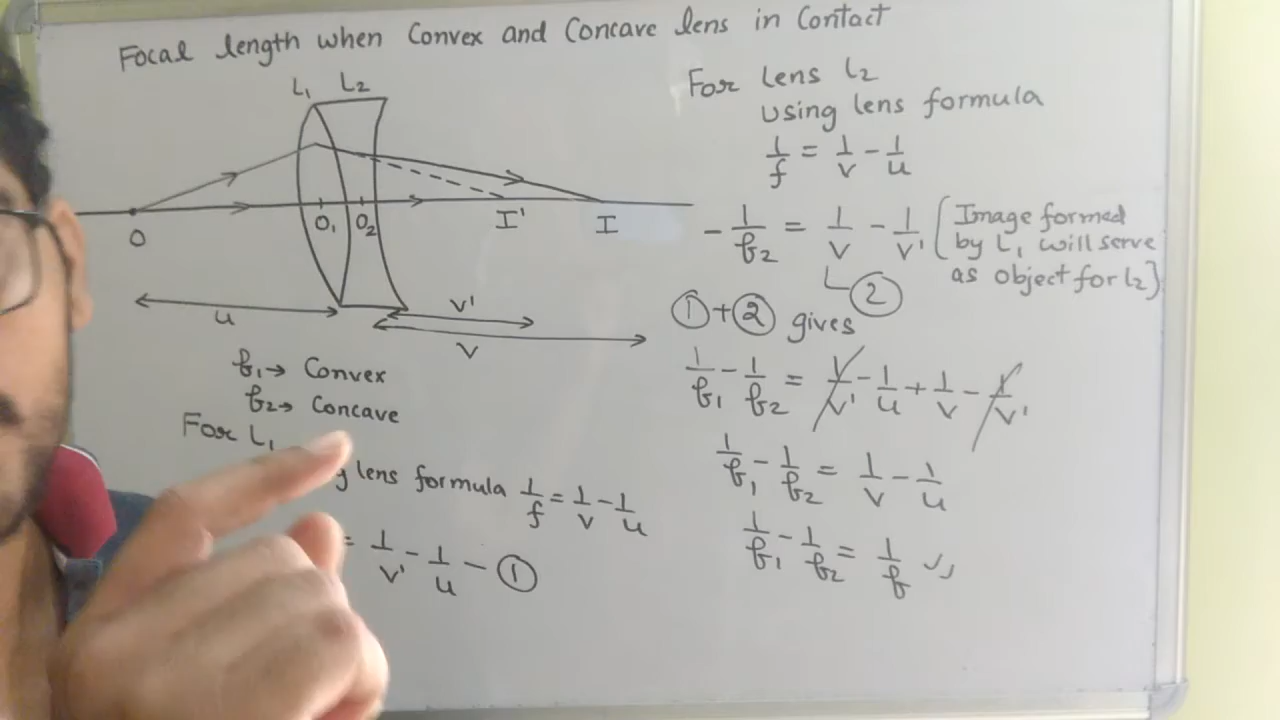 Focal length when Convex and Concave lens in Contact
L₁ L₂
O O₁ O₂ I' I
u
v'
v
f₁→ Convex
f₂→ Concave
For L₁
lens formula 1/f = 1/v - 1/u
= 1/v' - 1/u - ①
For lens L₂
using lens formula
1/f = 1/v - 1/u
- 1/f₂ = 1/v - 1/v' (Image formed
by L₁ will serve
as object for L₂)
②
① + ② gives
1/f₁ - 1/f₂ = 1/v' - 1/u + 1/v - 1/v'
1/f₁ - 1/f₂ = 1/v - 1/u
1/f₁ - 1/f₂ = 1/f